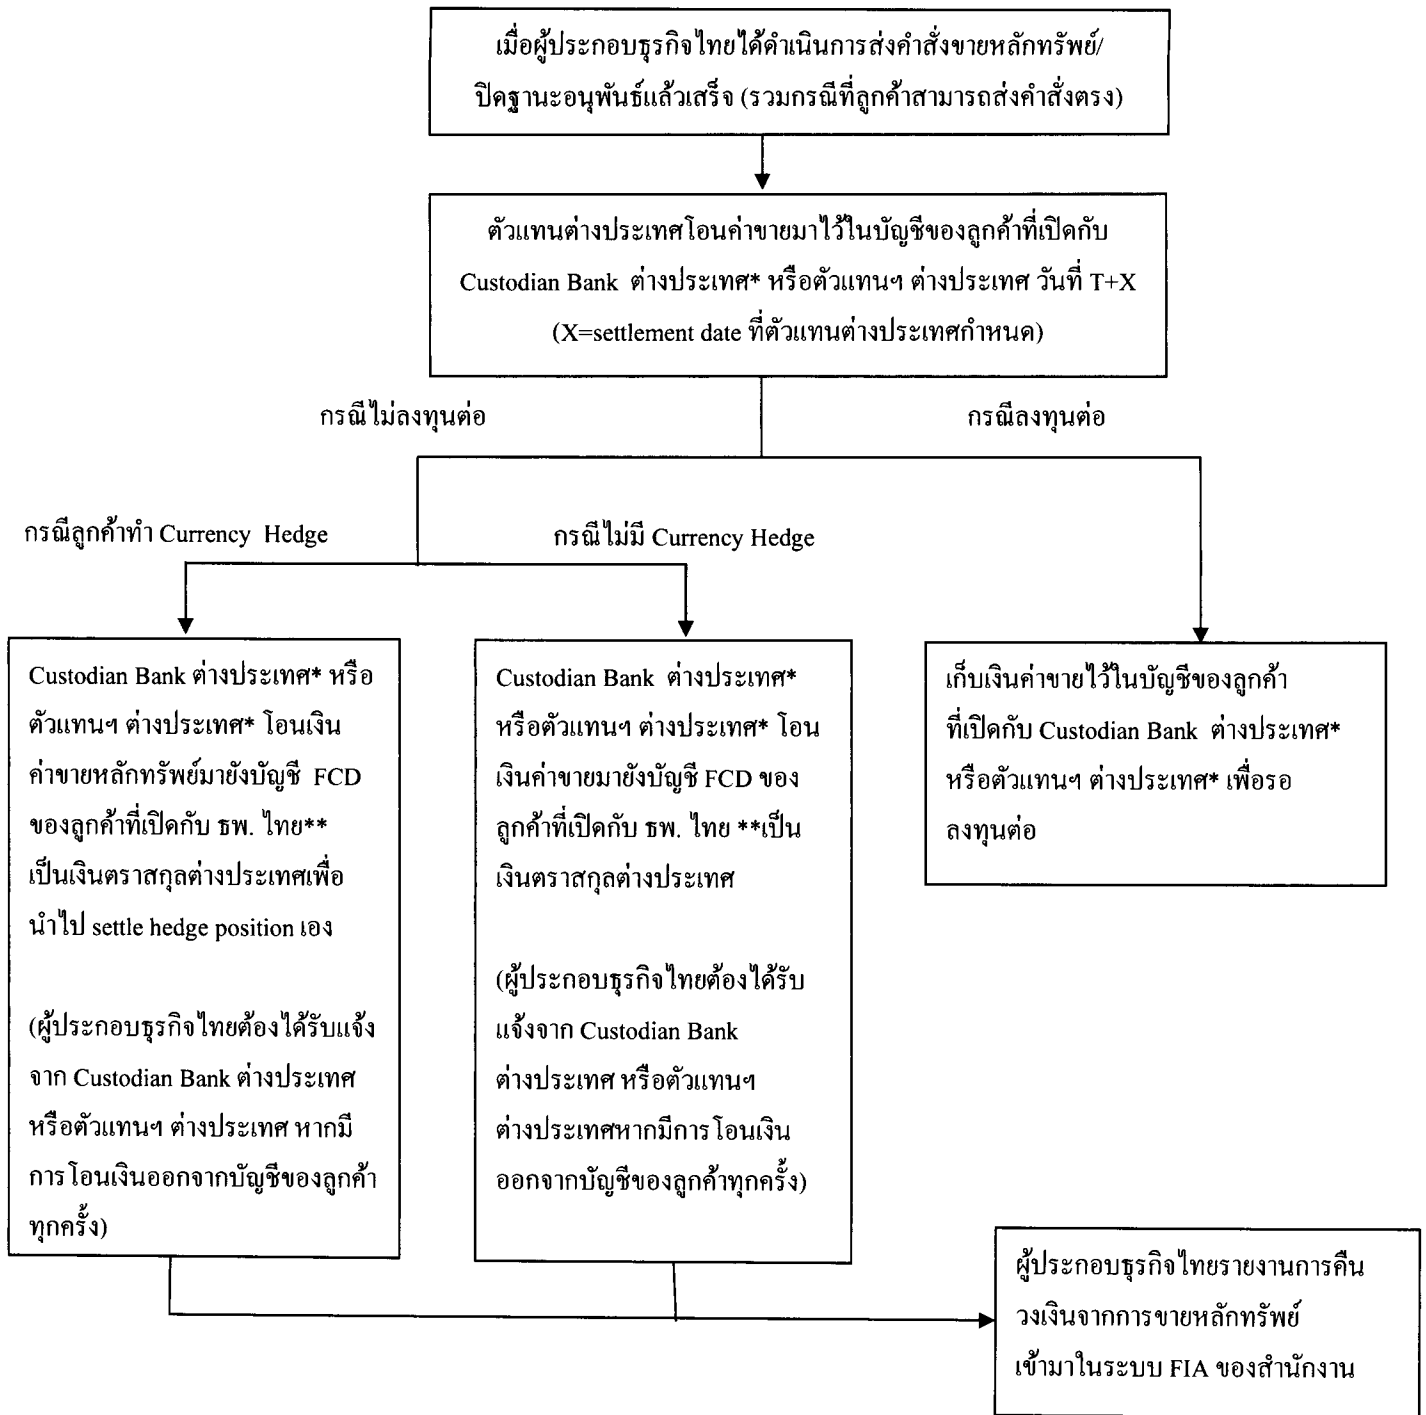 เมื่อผู้ประกอบธุรกิจไทยได้ดำเนินการส่งคำสั่งขายหลักทรัพย์/
ปิดฐานะอนุพันธ์แล้วเสร็จ (รวมกรณีที่ลูกค้าสามารถส่งคำสั่งตรง)
ตัวแทนต่างประเทศโอนค่าขายมาไว้ในบัญชีของลูกค้าที่เปิดกับ
Custodian Bank ต่างประเทศ* หรือตัวแทนฯ ต่างประเทศ วันที่ T+X
(X=settlement date ที่ตัวแทนต่างประเทศกำหนด)
กรณีไม่ลงทุนต่อ
กรณีลงทุนต่อ
กรณีลูกค้าทำ Currency Hedge
กรณีไม่มี Currency Hedge
Custodian Bank ต่างประเทศ* หรือ
ตัวแทนฯ ต่างประเทศ* โอนเงิน
ค่าขายหลักทรัพย์มายังบัญชี FCD
ของลูกค้าที่เปิดกับ ธพ. ไทย**
เป็นเงินตราสกุลต่างประเทศเพื่อ
นำไป settle hedge position เอง
(ผู้ประกอบธุรกิจไทยต้องได้รับแจ้ง
จาก Custodian Bank ต่างประเทศ
หรือตัวแทนฯ ต่างประเทศ หากมี
การโอนเงินออกจากบัญชีของลูกค้า
ทุกครั้ง)
Custodian Bank ต่างประเทศ*
หรือตัวแทนฯ ต่างประเทศ* โอน
เงินค่าขายมายังบัญชี FCD ของ
ลูกค้าที่เปิดกับ ธพ. ไทย **เป็น
เงินตราสกุลต่างประเทศ
(ผู้ประกอบธุรกิจไทยต้องได้รับ
แจ้งจาก Custodian Bank
ต่างประเทศ หรือตัวแทนฯ
ต่างประเทศหากมีการโอนเงิน
ออกจากบัญชีของลูกค้าทุกครั้ง)
เก็บเงินค่าขายไว้ในบัญชีของลูกค้า
ที่เปิดกับ Custodian Bank ต่างประเทศ*
หรือตัวแทนฯ ต่างประเทศ* เพื่อรอ
ลงทุนต่อ
ผู้ประกอบธุรกิจไทยรายงานการคืน
วงเงินจากการขายหลักทรัพย์
เข้ามาในระบบ FIA ของสำนักงาน